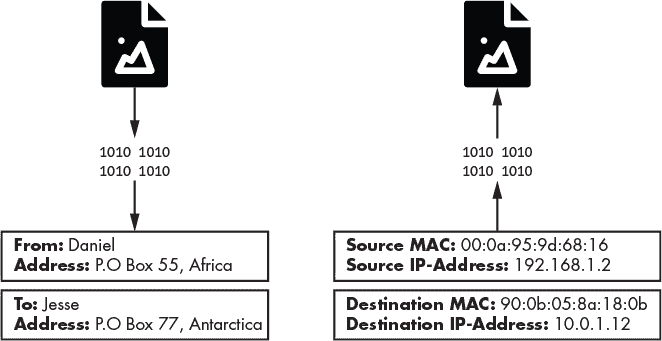 1010 1010
1010 1010
From: Daniel
Address: P.O Box 55, Africa
To: Jesse
Address: P.O Box 77, Antarctica
1010 1010
1010 1010
Source MAC: 00:0a:95:9d:68:16
Source IP-Address: 192.168.1.2
Destination MAC: 90:0b:05:8a:18:0b
Destination IP-Address: 10.0.1.12